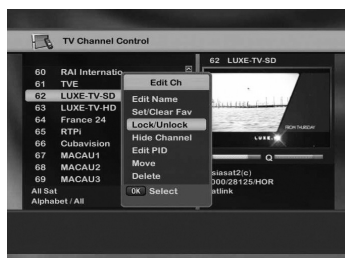 TV Channel Control
60 RAI Internatio
61 TVE
62 LUXE-TV-SD
63 LUXE-TV-HD
64 France 24
65 RTPi
66 Cubavision
67 MACAU1
68 MACAU2
69 MACAU3
All Sat
Alphabet / All
Edit Ch
Edit Name
Set/Clear Fav
Lock/Unlock
Hide Channel
Edit PID
Move
Delete
OK Select
62 LUXE-TV-SD
LUXE.
FROM THURSDAY
Q
siasat2(c)
000/28125/HOR
atlink